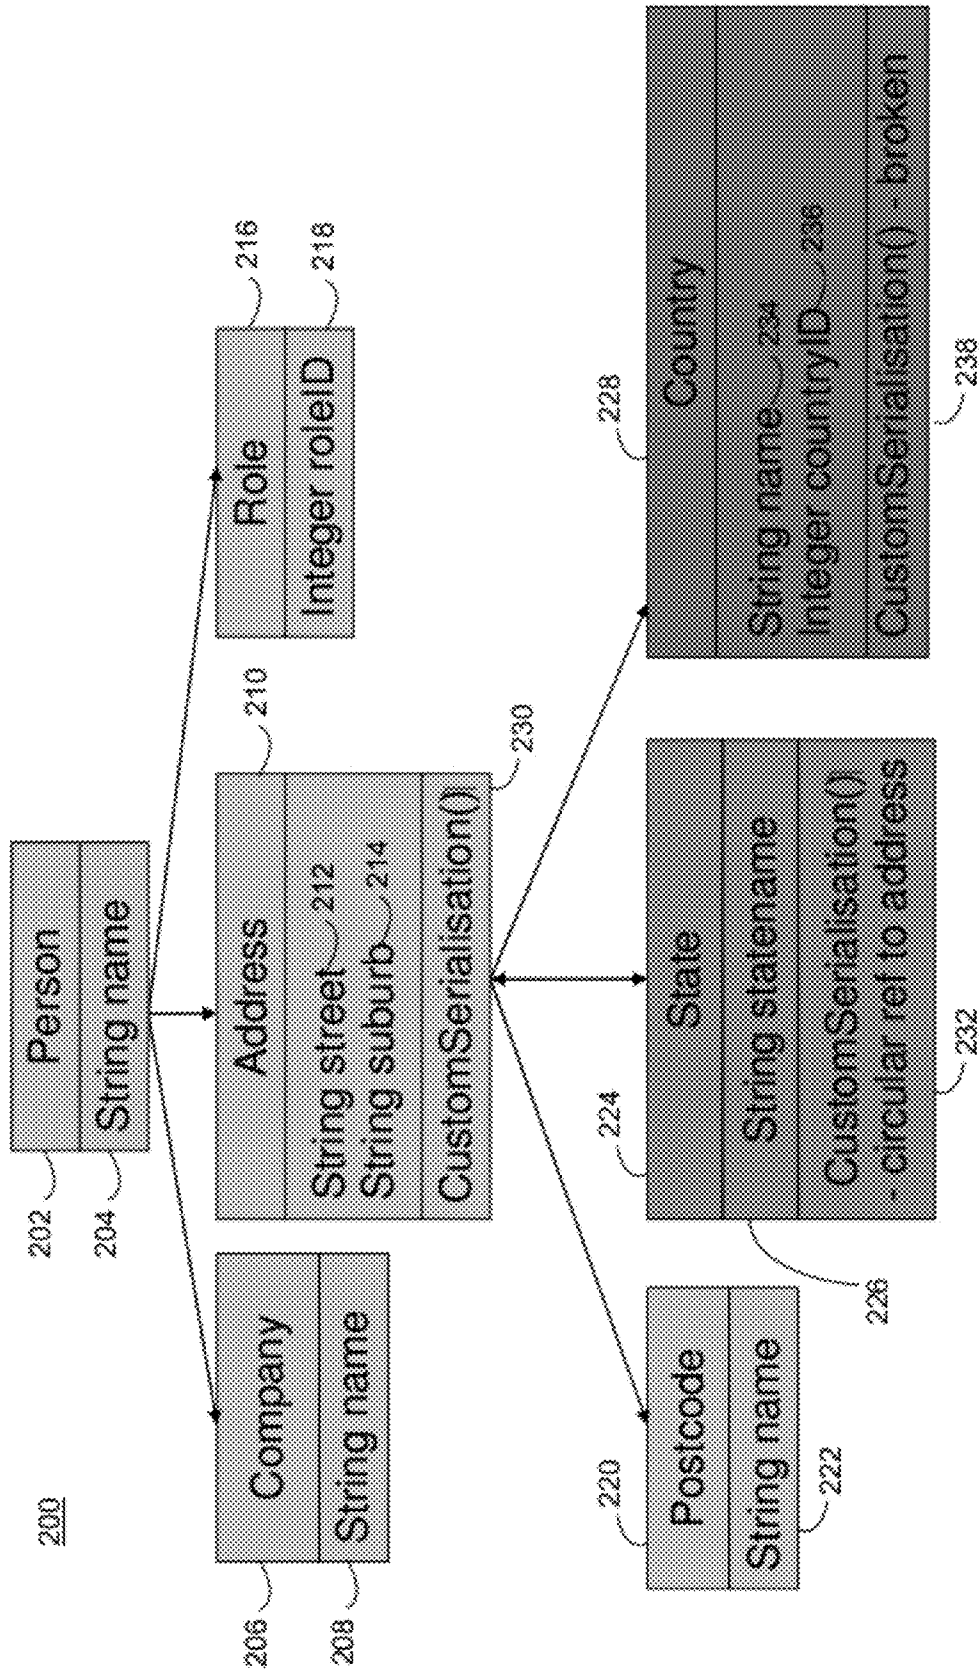 200
Person
String name
202
204
Company
String name
206
208
Address
String street 212
String suburb 214
CustomSerialisation()
210
230
Role
Integer roleID
216
218
Postcode
String name
220
222
State
String statename
CustomSerialisation()
- circular ref to address
224
226
232
Country
String name 234
Integer countryID 236
CustomSerialisation() - broken
228
238